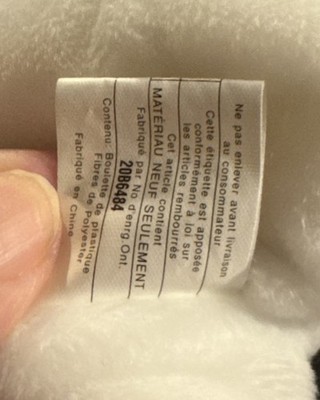 Ne pas enlever avant livraison
au consommateur
Cette étiquette est apposée
conformément à loi sur
les articles rembourrés
Cet article contient
MATÉRIAU NEUF SEULEMENT
Fabriqué par No d'enrg. Ont.
20B6484
Contenu: Boulette de plastique
Fibres de Polyester
Fabriqué en Chine